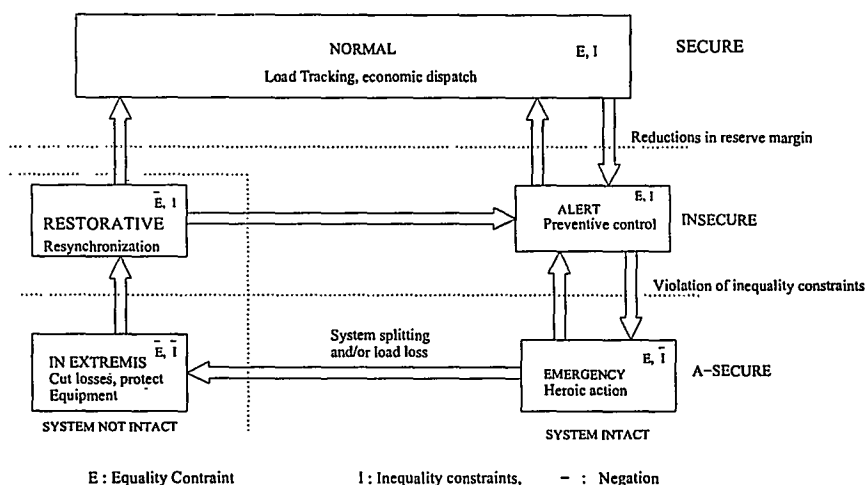 NORMAL
E, I
SECURE
Load Tracking, economic dispatch
Reductions in reserve margin
Ē, I
RESTORATIVE
Resynchronization
E, I
ALERT
Preventive control
INSECURE
Violation of inequality constraints
System splitting
and/or load loss
Ē, Ī
IN EXTREMIS
Cut losses, protect
Equipment
E, Ī
EMERGENCY
Heroic action
A-SECURE
SYSTEM NOT INTACT
SYSTEM INTACT
E : Equality Contraint
I : Inequality constraints,
– : Negation